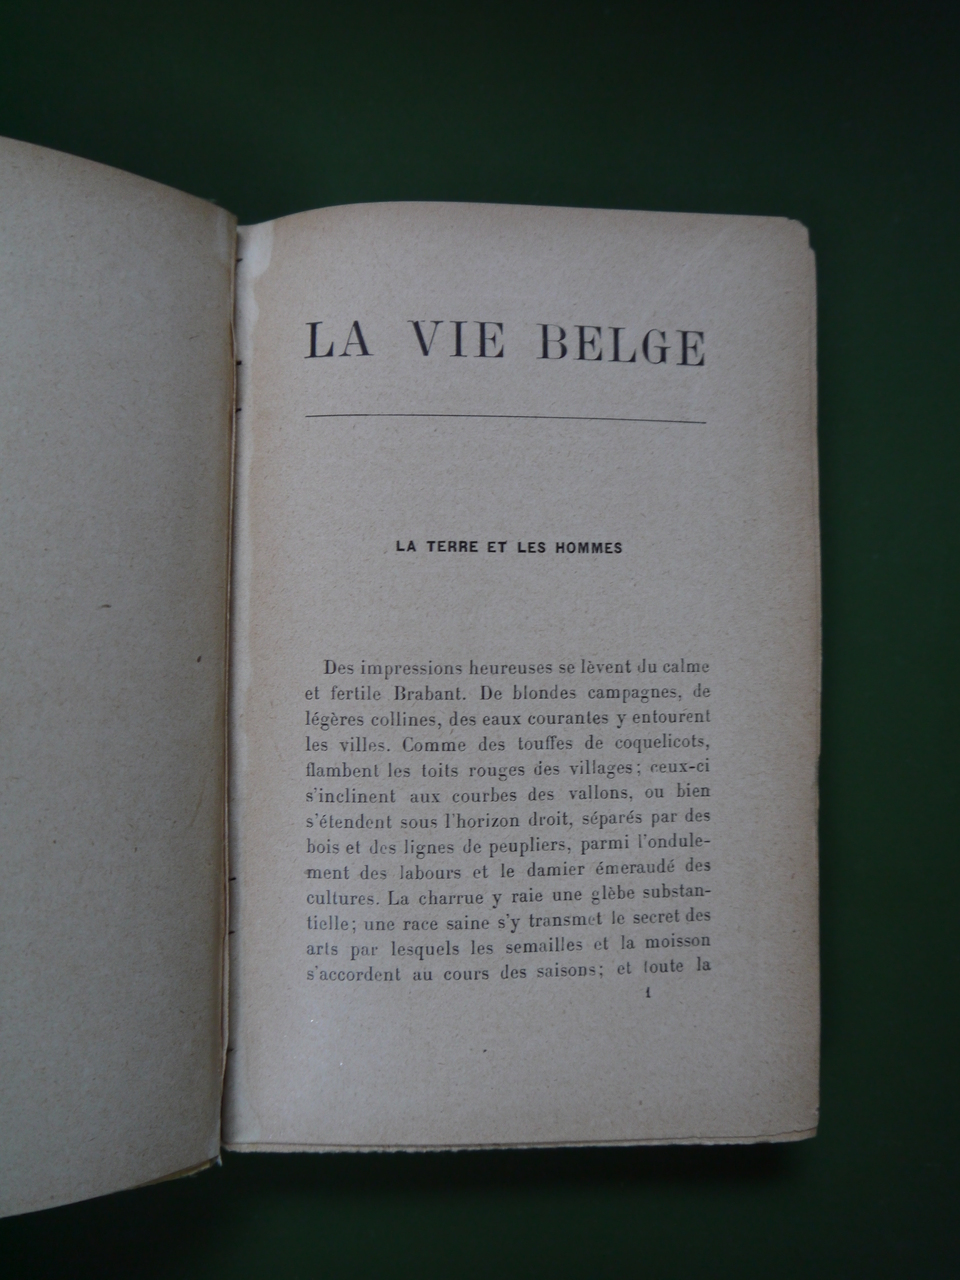 LA VIE BELGE
LA TERRE ET LES HOMMES
Des impressions heureuses se lèvent du calme
et fertile Brabant. De blondes campagnes, de
légères collines, des eaux courantes y entourent
les villes. Comme des touffes de coquelicots,
flambent les toits rouges des villages; ceux-ci
s'inclinent aux courbes des vallons, ou bien
s'étendent sous l'horizon droit, séparés par des
bois et des lignes de peupliers, parmi l'ondule-
ment des labours et le damier émeraudé des
cultures. La charrue y raie une glèbe substan-
tielle; une race saine s'y transmet le secret des
arts par lesquels les semailles et la moisson
s'accordent au cours des saisons; et toute la
1